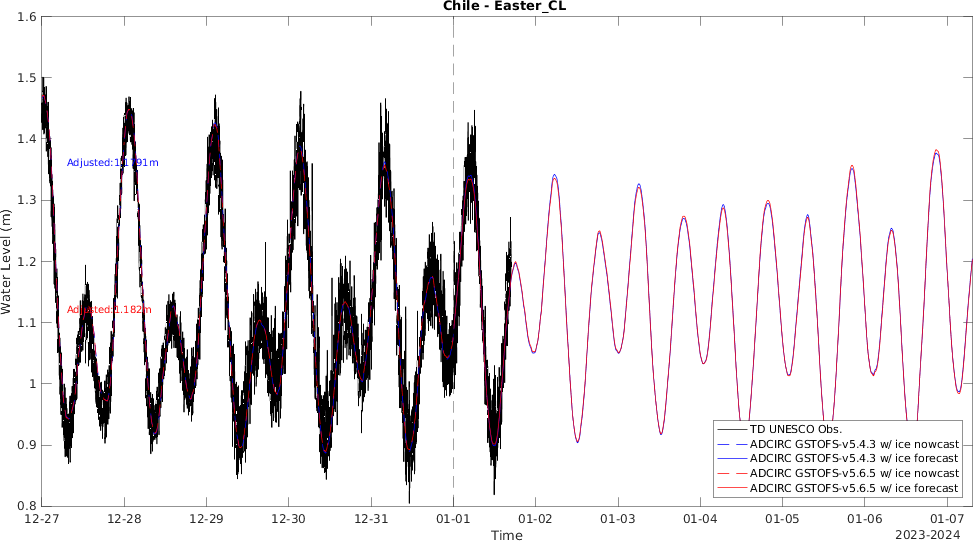 Chile - Easter_CL
1.6
1.5
1.4
1.3
1.2
1.1
1
0.9
0.8
Water Level (m)
Adjusted:1.1791m
Adjusted:1.182m
TD UNESCO Obs.
ADCIRC GSTOFS-v5.4.3 w/ ice nowcast
ADCIRC GSTOFS-v5.4.3 w/ ice forecast
ADCIRC GSTOFS-v5.6.5 w/ ice nowcast
ADCIRC GSTOFS-v5.6.5 w/ ice forecast
12-27 12-28 12-29 12-30 12-31 01-01 01-02 01-03 01-04 01-05 01-06 01-07
Time
2023-2024